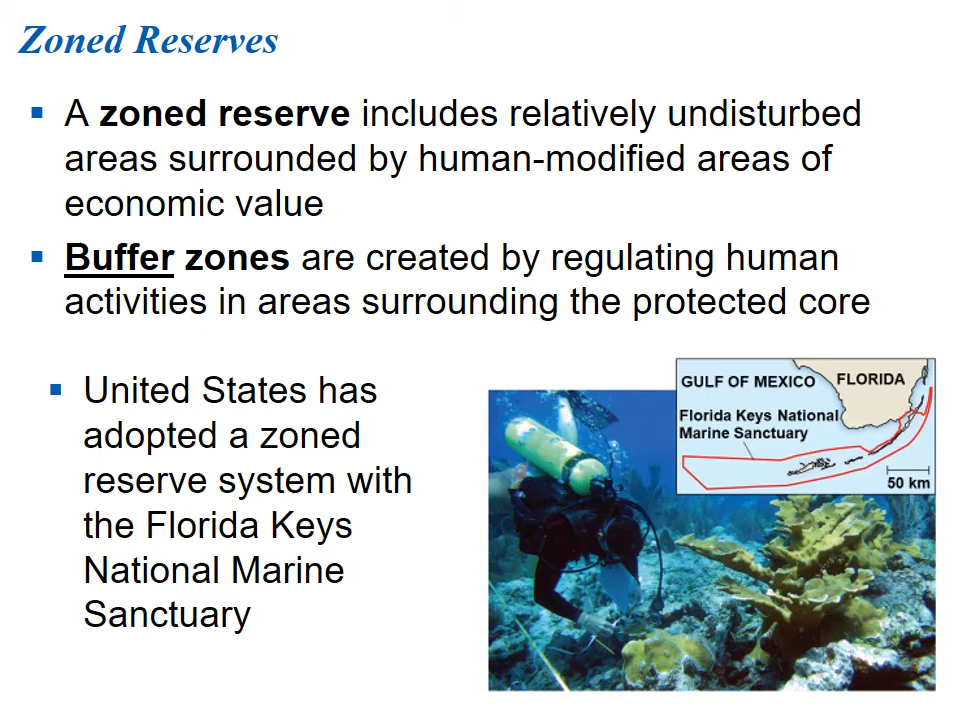 Zoned Reserves
A zoned reserve includes relatively undisturbed
areas surrounded by human-modified areas of
economic value
Buffer zones are created by regulating human
activities in areas surrounding the protected core
United States has
adopted a zoned
reserve system with
the Florida Keys
National Marine
Sanctuary
GULF OF MEXICO
FLORIDA
Florida Keys National
Marine Sanctuary
50 km